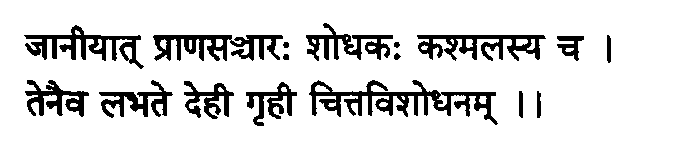 जानीयात् प्राणसञ्चारः शोधकः कश्मलस्य च ।
तेनैव लभते देही गृही चित्तविशोधनम् ।।